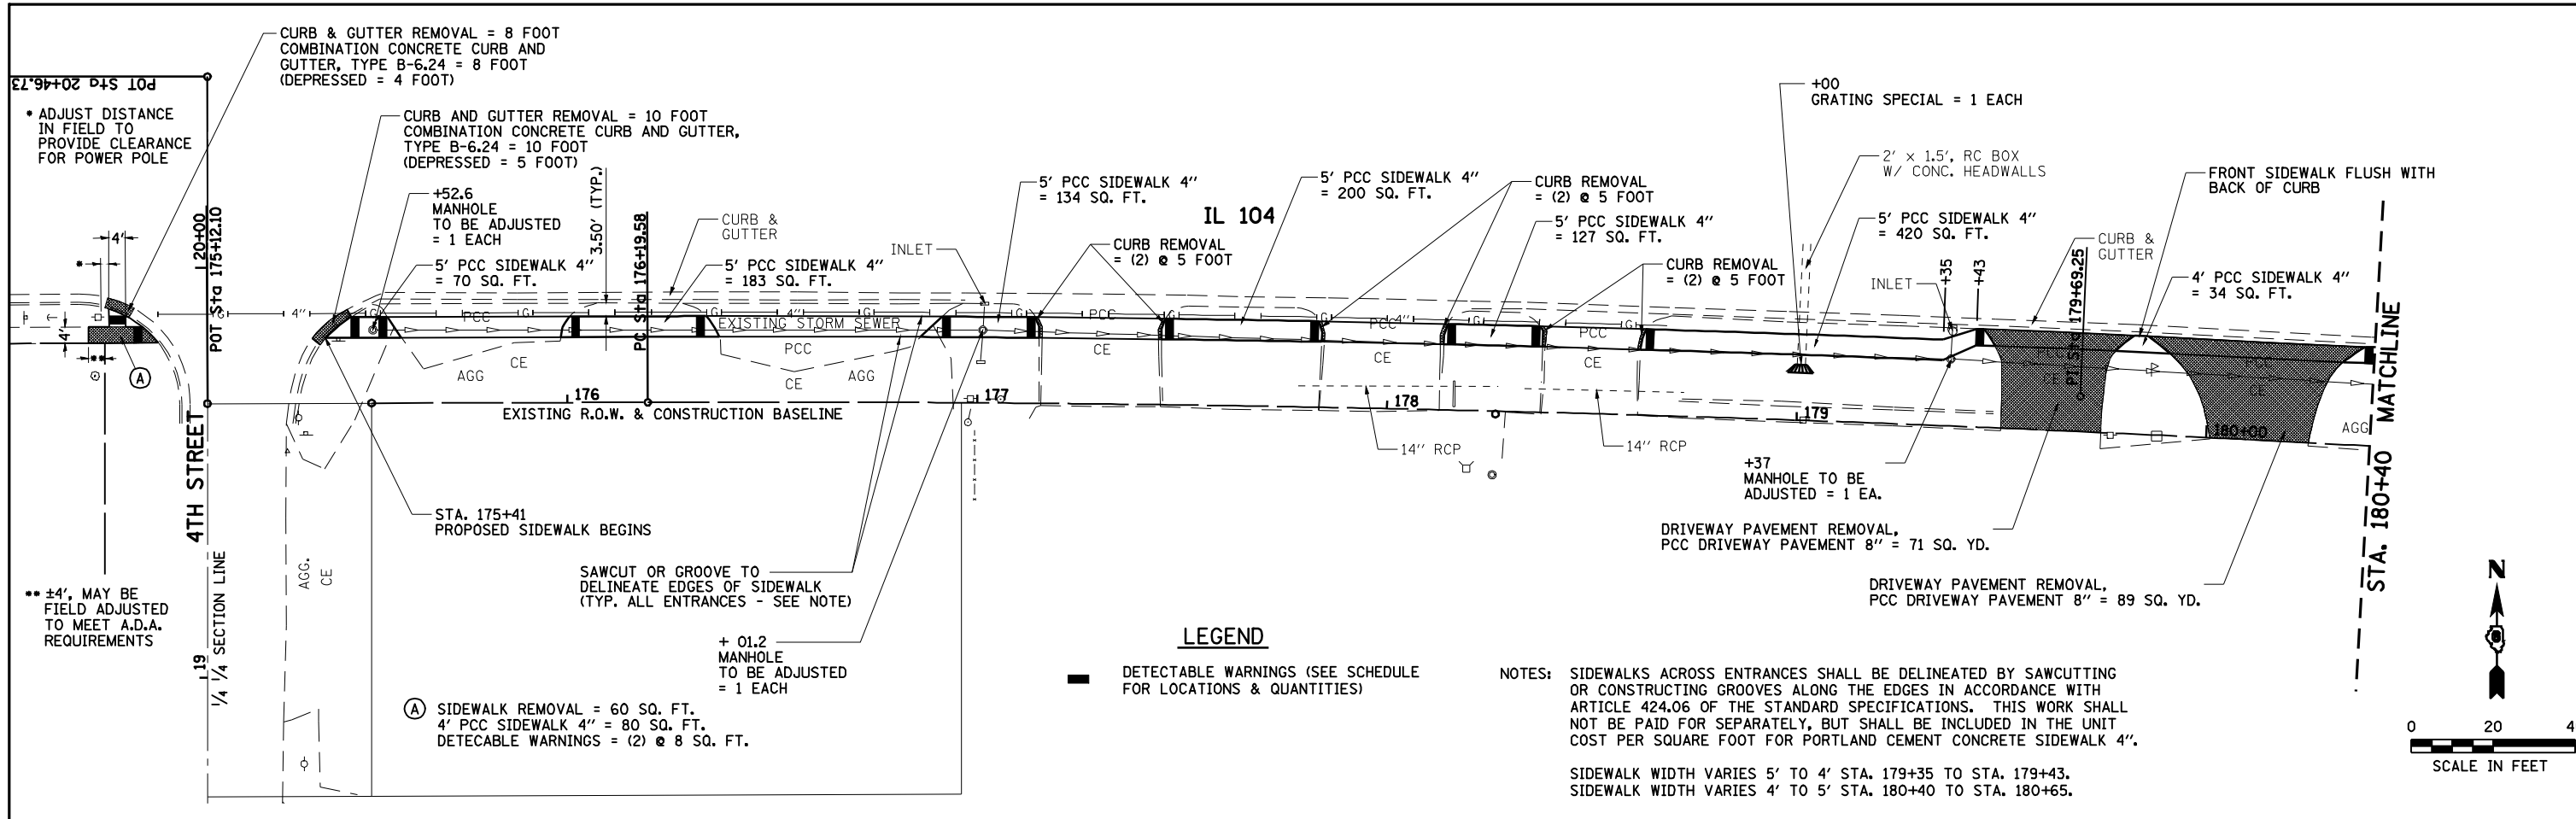 CURB & GUTTER REMOVAL = 8 FOOT
COMBINATION CONCRETE CURB AND
GUTTER, TYPE B-6.24 = 8 FOOT
(DEPRESSED = 4 FOOT)
POT Sta 20+46.73
* ADJUST DISTANCE
IN FIELD TO
PROVIDE CLEARANCE
FOR POWER POLE
CURB AND GUTTER REMOVAL = 10 FOOT
COMBINATION CONCRETE CURB AND GUTTER,
TYPE B-6.24 = 10 FOOT
(DEPRESSED = 5 FOOT)
+52.6
MANHOLE
TO BE ADJUSTED
= 1 EACH
3.50' (TYP.)
20+00
POT Sta 175+12.10
PC Sta 176+19.58
CURB &
GUTTER
5' PCC SIDEWALK 4"
= 70 SQ. FT.
5' PCC SIDEWALK 4"
= 183 SQ. FT.
INLET
5' PCC SIDEWALK 4"
= 134 SQ. FT.
CURB REMOVAL
= (2) @ 5 FOOT
IL 104
5' PCC SIDEWALK 4"
= 200 SQ. FT.
CURB REMOVAL
= (2) @ 5 FOOT
5' PCC SIDEWALK 4"
= 127 SQ. FT.
CURB REMOVAL
= (2) @ 5 FOOT
+00
GRATING SPECIAL = 1 EACH
2' x 1.5', RC BOX
W/ CONC. HEADWALLS
5' PCC SIDEWALK 4"
= 420 SQ. FT.
INLET
+35
+43
PI Sta 179+69.25
CURB &
GUTTER
FRONT SIDEWALK FLUSH WITH
BACK OF CURB
4' PCC SIDEWALK 4"
= 34 SQ. FT.
STA. 180+40 MATCHLINE
4'
*
4'
**
A
G
4"
G
PCC
G
G
4"
G
G
PCC
G
4"
G
PCC
G
PCC
G
PCC
EXISTING STORM SEWER
PCC
AGG
CE
CE
AGG
CE
CE
CE
CE
CE
PCC
CE
AGG
176
177
178
179
180+00
EXISTING R.O.W. & CONSTRUCTION BASELINE
14" RCP
14" RCP
4TH STREET
STA. 175+41
PROPOSED SIDEWALK BEGINS
+37
MANHOLE TO BE
ADJUSTED = 1 EA.
DRIVEWAY PAVEMENT REMOVAL,
PCC DRIVEWAY PAVEMENT 8" = 71 SQ. YD.
DRIVEWAY PAVEMENT REMOVAL,
PCC DRIVEWAY PAVEMENT 8" = 89 SQ. YD.
** ±4', MAY BE
FIELD ADJUSTED
TO MEET A.D.A.
REQUIREMENTS
19
1/4 1/4 SECTION LINE
AGG.
CE
SAWCUT OR GROOVE TO
DELINEATE EDGES OF SIDEWALK
(TYP. ALL ENTRANCES - SEE NOTE)
+ 01.2
MANHOLE
TO BE ADJUSTED
= 1 EACH
A SIDEWALK REMOVAL = 60 SQ. FT.
4' PCC SIDEWALK 4" = 80 SQ. FT.
DETECABLE WARNINGS = (2) @ 8 SQ. FT.
LEGEND
DETECTABLE WARNINGS (SEE SCHEDULE
FOR LOCATIONS & QUANTITIES)
NOTES: SIDEWALKS ACROSS ENTRANCES SHALL BE DELINEATED BY SAWCUTTING
OR CONSTRUCTING GROOVES ALONG THE EDGES IN ACCORDANCE WITH
ARTICLE 424.06 OF THE STANDARD SPECIFICATIONS. THIS WORK SHALL
NOT BE PAID FOR SEPARATELY, BUT SHALL BE INCLUDED IN THE UNIT
COST PER SQUARE FOOT FOR PORTLAND CEMENT CONCRETE SIDEWALK 4".
SIDEWALK WIDTH VARIES 5' TO 4' STA. 179+35 TO STA. 179+43.
SIDEWALK WIDTH VARIES 4' TO 5' STA. 180+40 TO STA. 180+65.
N
0 20 4
SCALE IN FEET